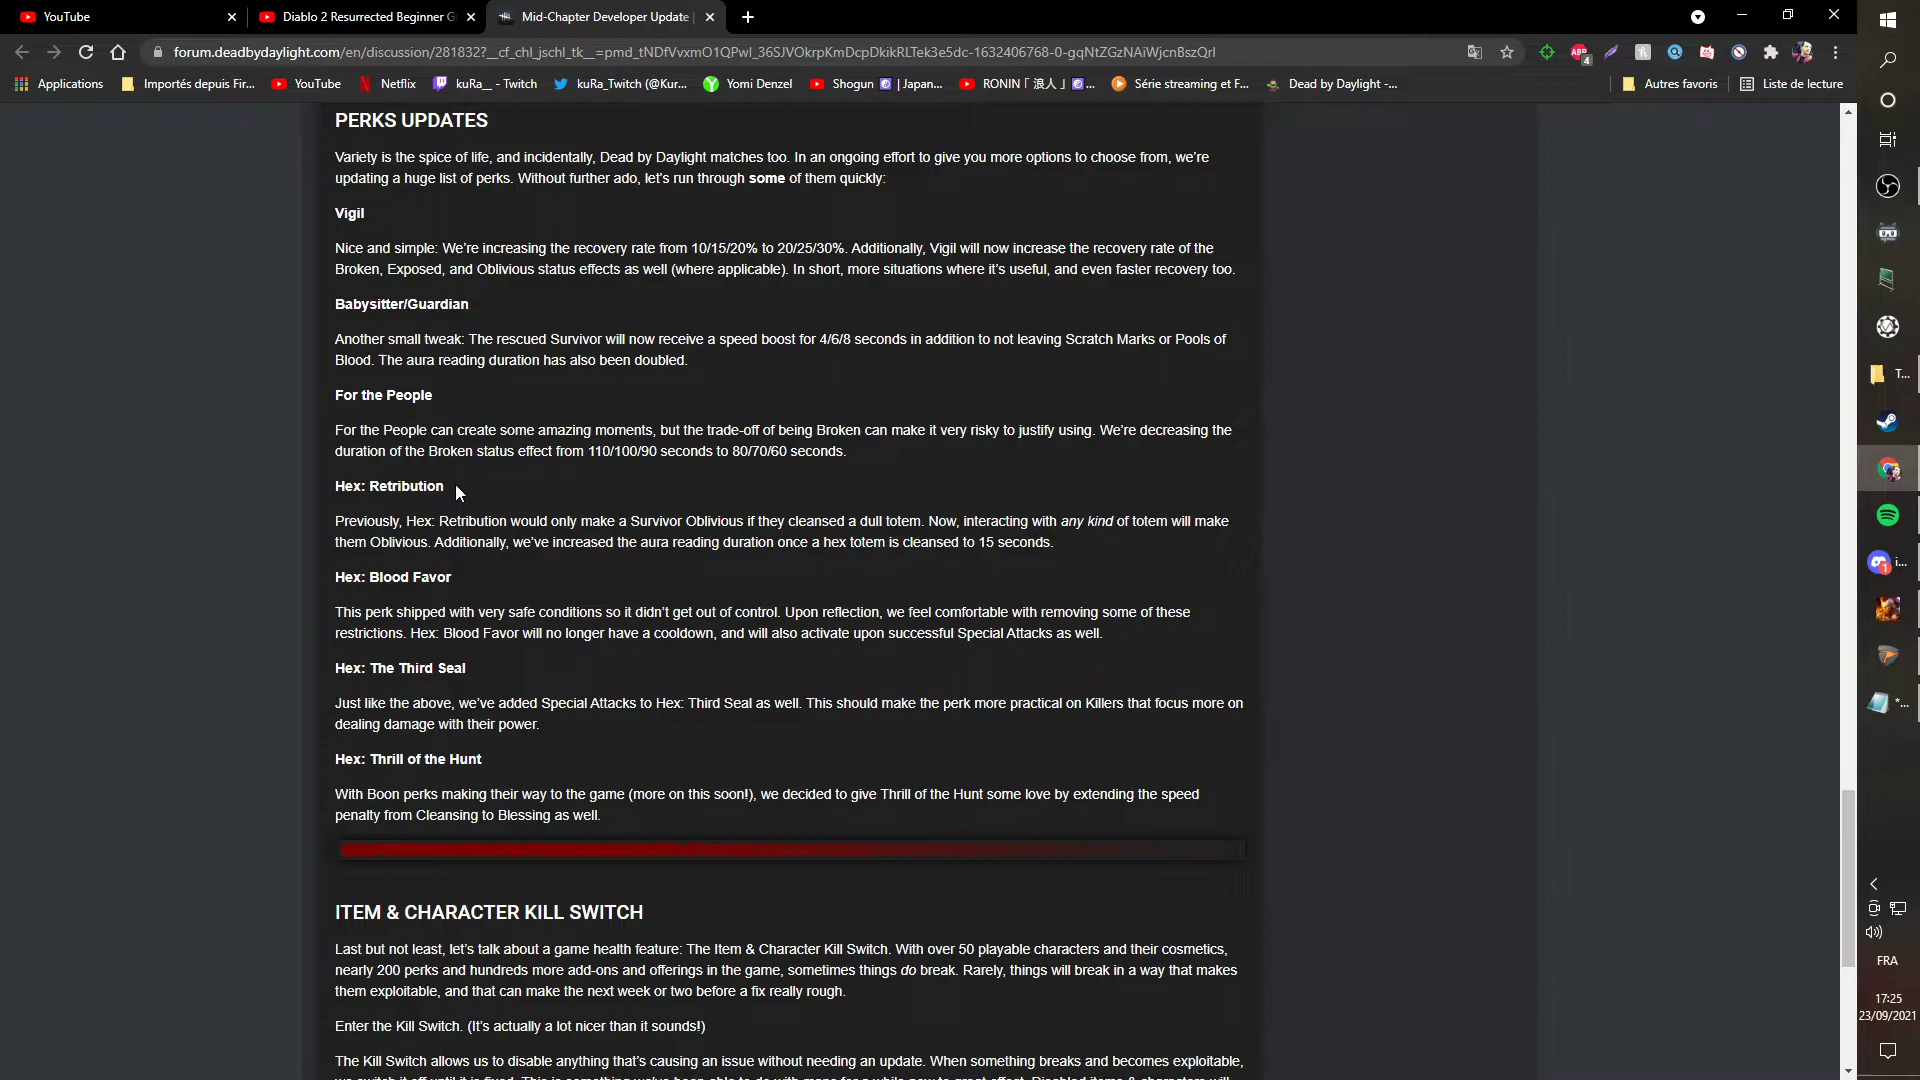 YouTube
Diablo 2 Resurrected Beginner G
Mid-Chapter Developer Update |
forum.deadbydaylight.com/en/discussion/281832?__cf_chl_jschl_tk__=pmd_tNDfVvxmO1QPwI_36SJVOkrpKmDcpDkikRLTek3e5dc-1632406768-0-gqNtZGzNAiWjcnBszQrl
4
Applications
Importés depuis Fir...
YouTube
Netflix
kuRa__ - Twitch
kuRa_Twitch (@Kur...
Yomi Denzel
Shogun | Japan...
RONIN「 浪人 」...
Série streaming et F...
Dead by Daylight -...
Autres favoris
Liste de lecture
PERKS UPDATES
Variety is the spice of life, and incidentally, Dead by Daylight matches too. In an ongoing effort to give you more options to choose from, we're
updating a huge list of perks. Without further ado, let's run through some of them quickly:
Vigil
Nice and simple: We're increasing the recovery rate from 10/15/20% to 20/25/30%. Additionally, Vigil will now increase the recovery rate of the
Broken, Exposed, and Oblivious status effects as well (where applicable). In short, more situations where it's useful, and even faster recovery too.
Babysitter/Guardian
Another small tweak: The rescued Survivor will now receive a speed boost for 4/6/8 seconds in addition to not leaving Scratch Marks or Pools of
Blood. The aura reading duration has also been doubled.
For the People
For the People can create some amazing moments, but the trade-off of being Broken can make it very risky to justify using. We're decreasing the
duration of the Broken status effect from 110/100/90 seconds to 80/70/60 seconds.
Hex: Retribution
Previously, Hex: Retribution would only make a Survivor Oblivious if they cleansed a dull totem. Now, interacting with any kind of totem will make
them Oblivious. Additionally, we've increased the aura reading duration once a hex totem is cleansed to 15 seconds.
Hex: Blood Favor
This perk shipped with very safe conditions so it didn't get out of control. Upon reflection, we feel comfortable with removing some of these
restrictions. Hex: Blood Favor will no longer have a cooldown, and will also activate upon successful Special Attacks as well.
Hex: The Third Seal
Just like the above, we've added Special Attacks to Hex: Third Seal as well. This should make the perk more practical on Killers that focus more on
dealing damage with their power.
Hex: Thrill of the Hunt
With Boon perks making their way to the game (more on this soon!), we decided to give Thrill of the Hunt some love by extending the speed
penalty from Cleansing to Blessing as well.
ITEM & CHARACTER KILL SWITCH
Last but not least, let's talk about a game health feature: The Item & Character Kill Switch. With over 50 playable characters and their cosmetics,
nearly 200 perks and hundreds more add-ons and offerings in the game, sometimes things do break. Rarely, things will break in a way that makes
them exploitable, and that can make the next week or two before a fix really rough.
Enter the Kill Switch. (It's actually a lot nicer than it sounds!)
The Kill Switch allows us to disable anything that's causing an issue without needing an update. When something breaks and becomes exploitable,
T...
1
i...
*...
FRA
17:25
23/09/2021